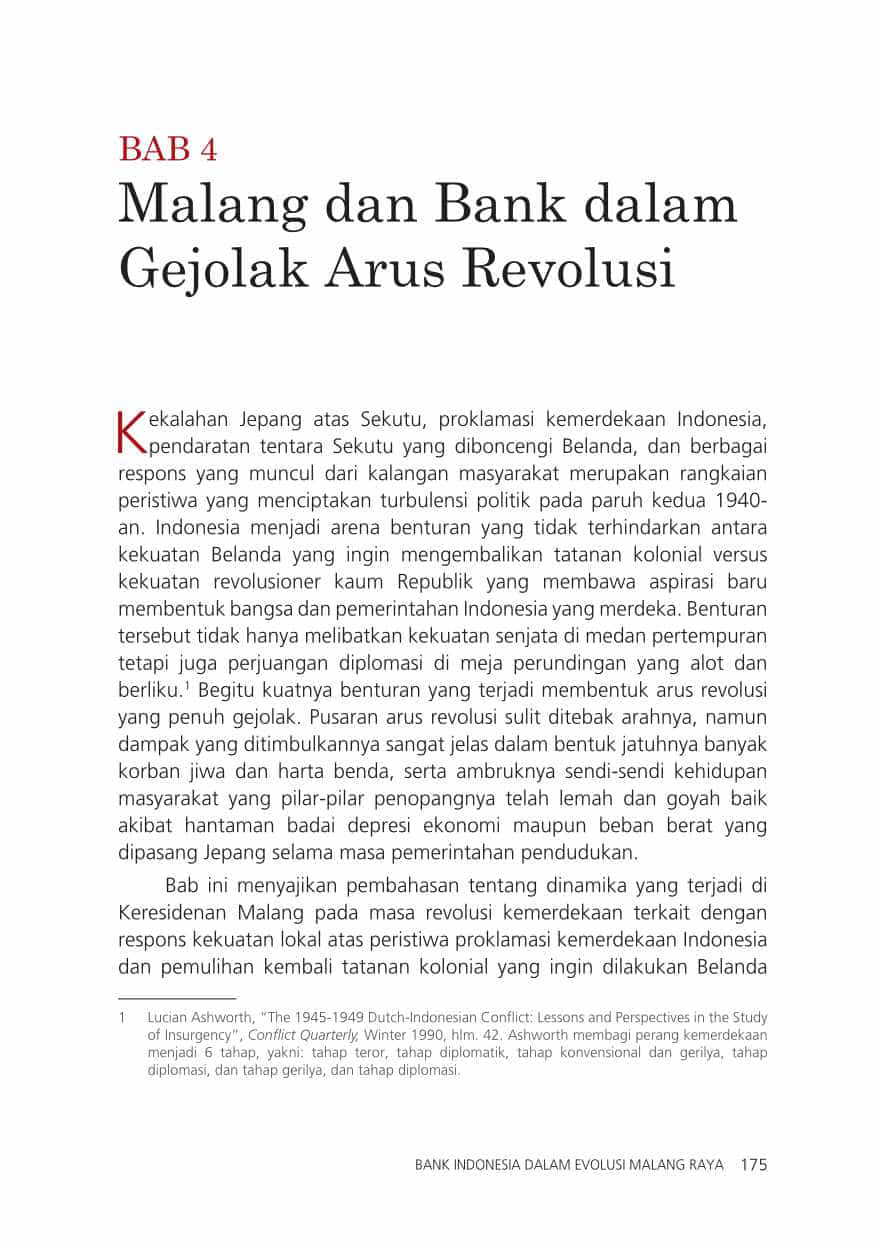 BAB 4
Malang dan Bank dalam
Gejolak Arus Revolusi
Kekalahan Jepang atas Sekutu, proklamasi kemerdekaan Indonesia,
pendaratan tentara Sekutu yang diboncengi Belanda, dan berbagai
respons yang muncul dari kalangan masyarakat merupakan rangkaian
peristiwa yang menciptakan turbulensi politik pada paruh kedua 1940-
an. Indonesia menjadi arena benturan yang tidak terhindarkan antara
kekuatan Belanda yang ingin mengembalikan tatanan kolonial versus
kekuatan revolusioner kaum Republik yang membawa aspirasi baru
membentuk bangsa dan pemerintahan Indonesia yang merdeka. Benturan
tersebut tidak hanya melibatkan kekuatan senjata di medan pertempuran
tetapi juga perjuangan diplomasi di meja perundingan yang alot dan
berliku.1 Begitu kuatnya benturan yang terjadi membentuk arus revolusi
yang penuh gejolak. Pusaran arus revolusi sulit ditebak arahnya, namun
dampak yang ditimbulkannya sangat jelas dalam bentuk jatuhnya banyak
korban jiwa dan harta benda, serta ambruknya sendi-sendi kehidupan
masyarakat yang pilar-pilar penopangnya telah lemah dan goyah baik
akibat hantaman badai depresi ekonomi maupun beban berat yang
dipasang Jepang selama masa pemerintahan pendudukan.
Bab ini menyajikan pembahasan tentang dinamika yang terjadi di
Keresidenan Malang pada masa revolusi kemerdekaan terkait dengan
respons kekuatan lokal atas peristiwa proklamasi kemerdekaan Indonesia
dan pemulihan kembali tatanan kolonial yang ingin dilakukan Belanda
1 Lucian Ashworth, “The 1945-1949 Dutch-Indonesian Conflict: Lessons and Perspectives in the Study
of Insurgency”, Conflict Quarterly, Winter 1990, hlm. 42. Ashworth membagi perang kemerdekaan
menjadi 6 tahap, yakni: tahap teror, tahap diplomatik, tahap konvensional dan gerilya, tahap
diplomasi, dan tahap gerilya, dan tahap diplomasi.
BANK INDONESIA DALAM EVOLUSI MALANG RAYA 175